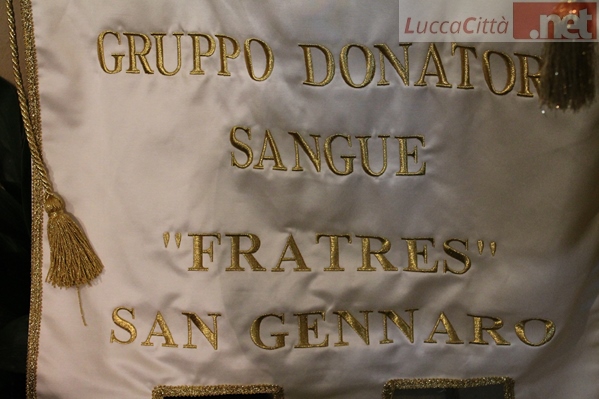 LuccaCittà.net
GRUPPO DONATOR
SANGUE
"FRATRES"
SAN GENNARO